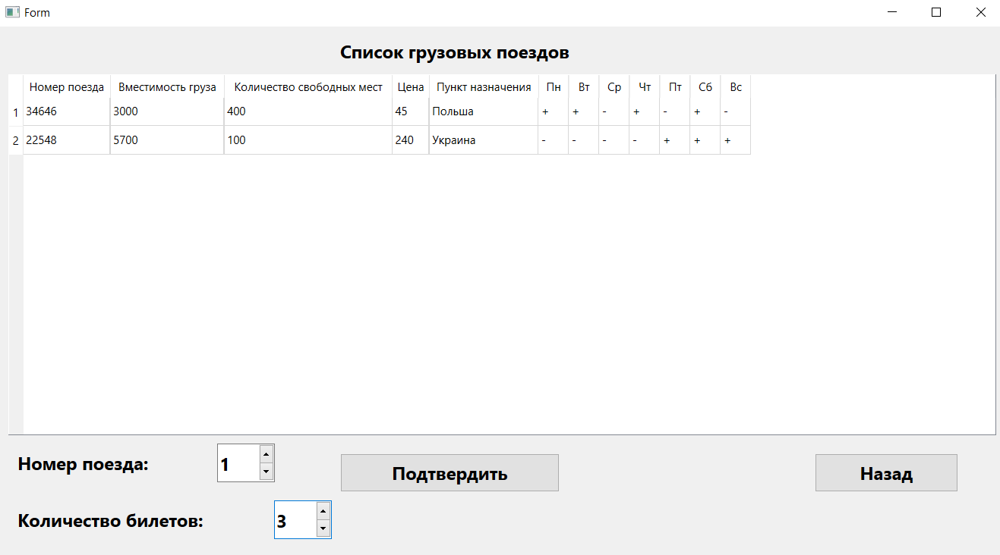 Form
Список грузовых поездов
Номер поезда Вместимость груза Количество свободных мест Цена Пункт назначения Пн Вт Ср Чт Пт Сб Вс
1 34646 3000 400 45 Польша + + - + - + -
2 22548 5700 100 240 Украина - - - - + + +
Номер поезда: 1 Подтвердить Назад
Количество билетов: 3